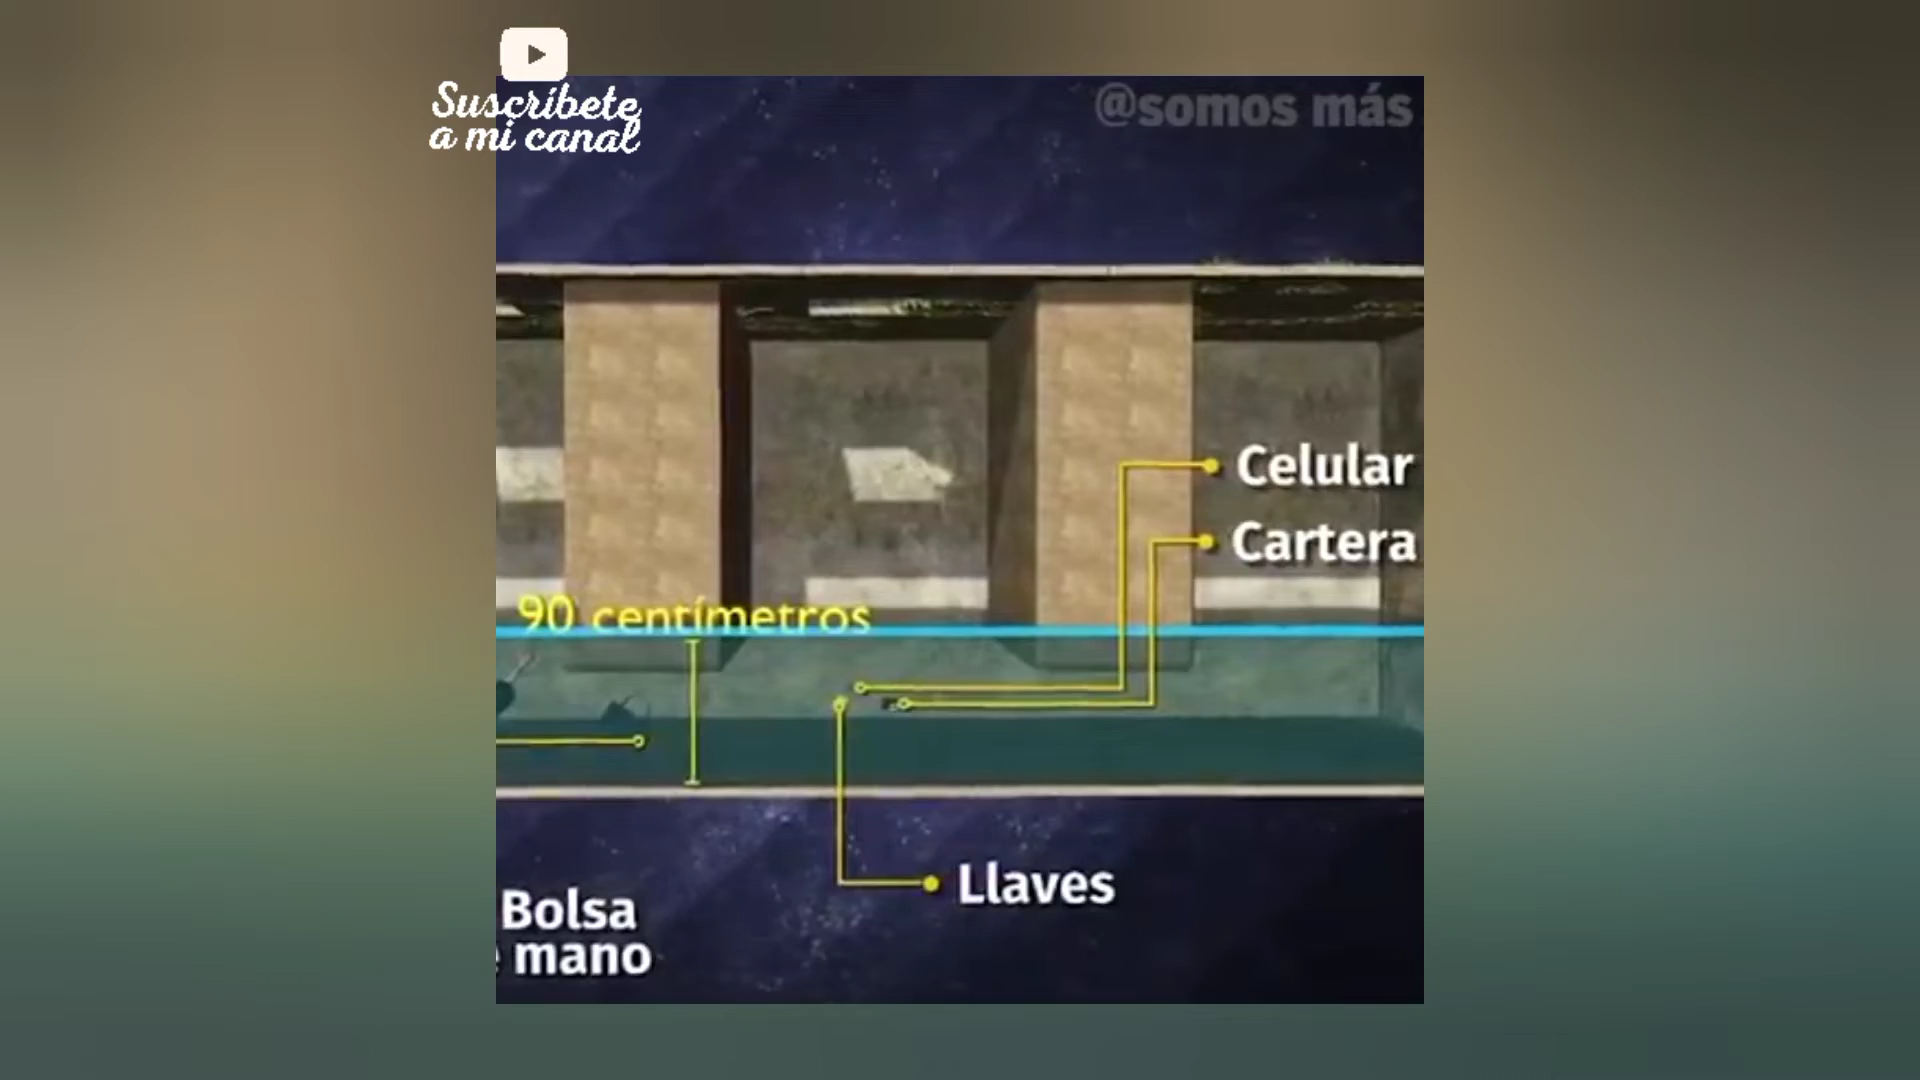 Suscríbete
a mi canal
@somos más
Celular
Cartera
90 centímetros
Llaves
Bolsa
e mano